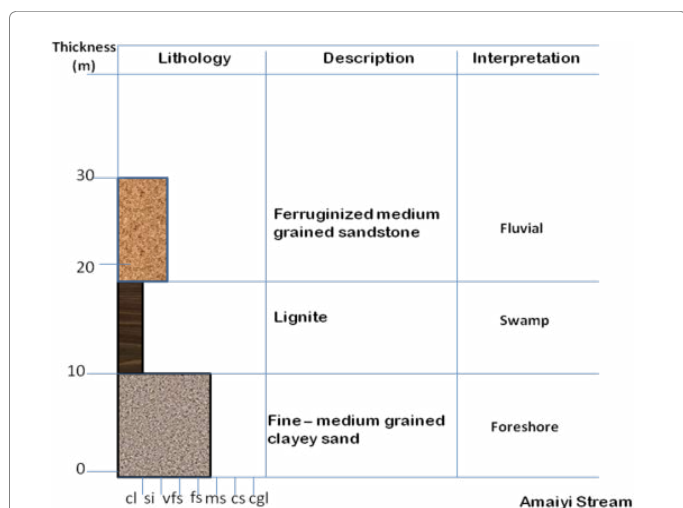 Thickness
(m)
Lithology
Description
Interpretation
30
Ferruginized medium
grained sandstone
Fluvial
20
Lignite
Swamp
10
Fine – medium grained
clayey sand
Foreshore
0
cl si vfs fs ms cs cgl
Amaiyi Stream